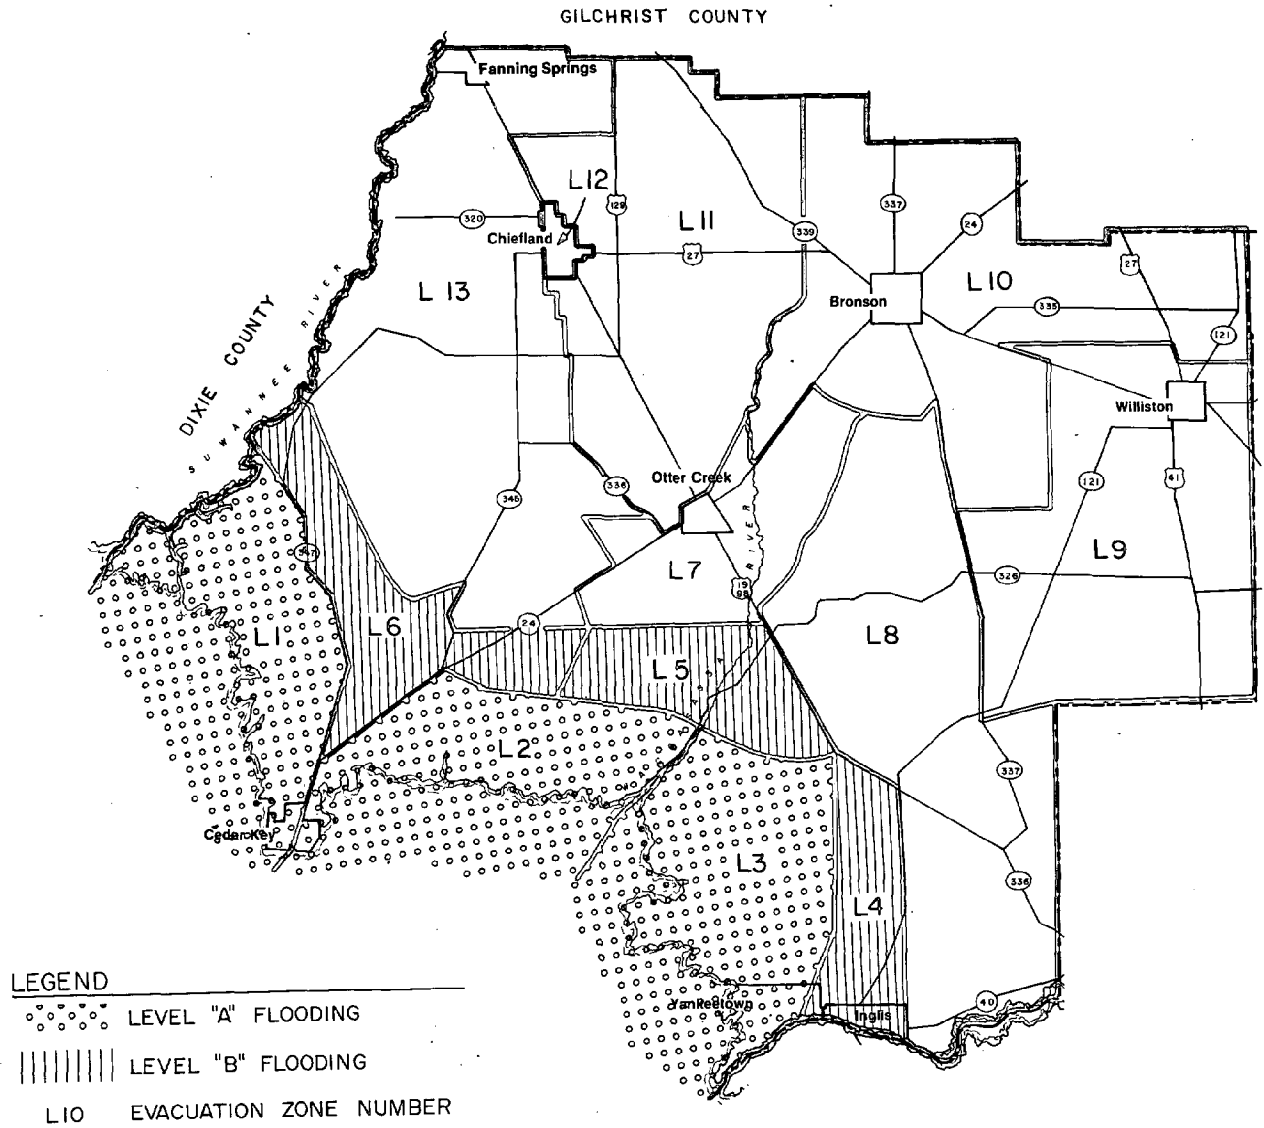 GILCHRIST COUNTY
Fanning Springs
L12
129
337
24
320
L11
339
Chiefland
27
27
L10
L 13
Bronson
335
121
DIXIE COUNTY
SUWANNEE RIVER
Williston
Otter Creek
336
121
41
345
RIVER
347
L7
L9
326
19
98
L1
L6
24
L8
L5
L2
337
Cedar Key
L3
336
L4
Yankeetown
40
Inglis
LEGEND
LEVEL "A" FLOODING
LEVEL "B" FLOODING
L10 EVACUATION ZONE NUMBER